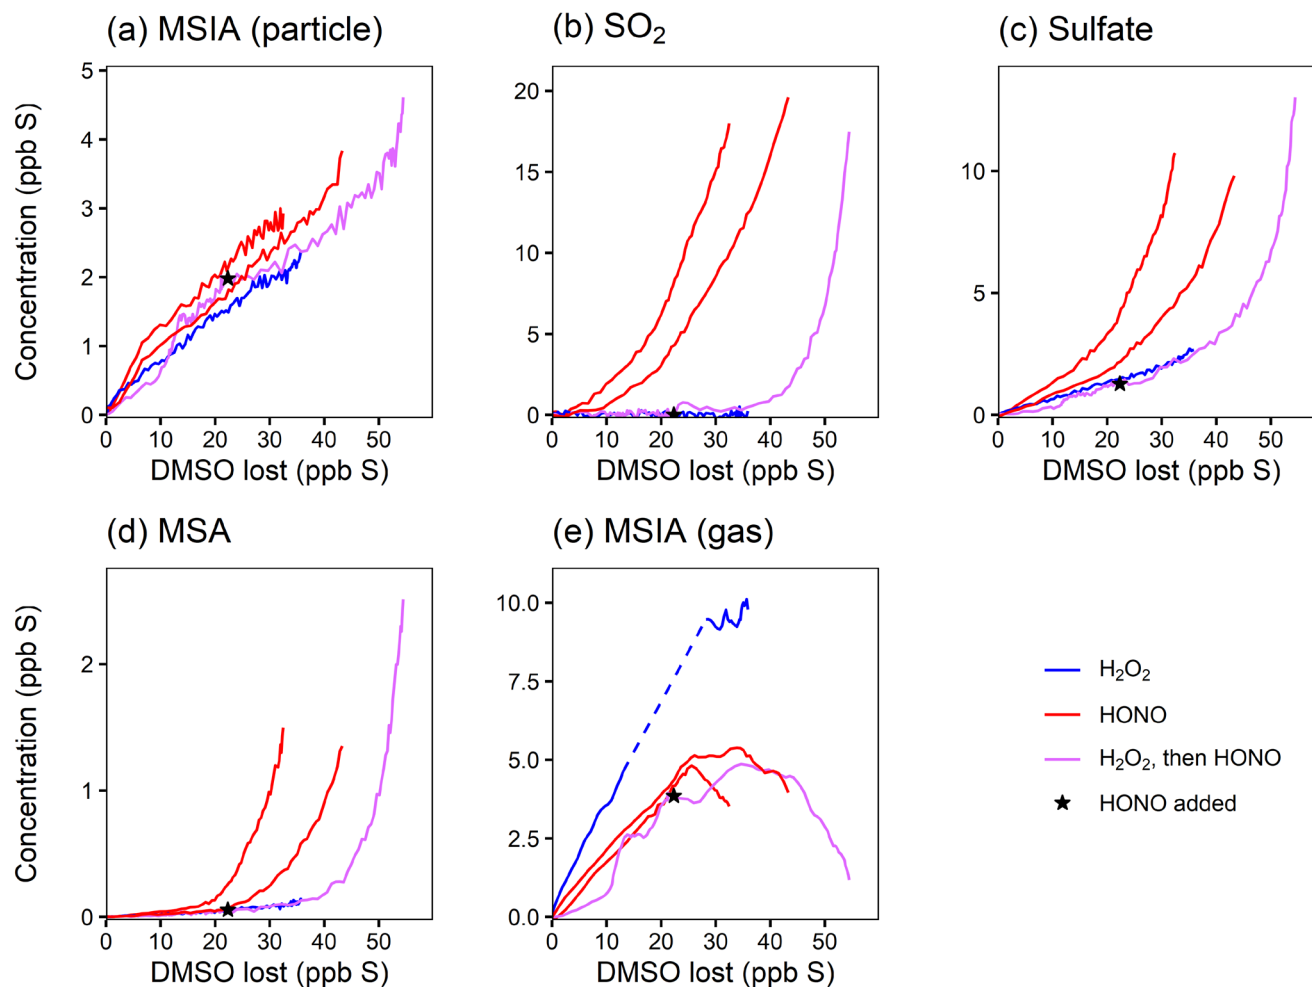 (a) MSIA (particle)
(b) SO₂
(c) Sulfate
Concentration (ppb S)
5
4
3
2
1
0
0 10 20 30 40 50
DMSO lost (ppb S)
20
15
10
5
0
0 10 20 30 40 50
DMSO lost (ppb S)
10
5
0
0 10 20 30 40 50
DMSO lost (ppb S)
(d) MSA
(e) MSIA (gas)
Concentration (ppb S)
2
1
0
0 10 20 30 40 50
DMSO lost (ppb S)
10.0
7.5
5.0
2.5
0.0
0 10 20 30 40 50
DMSO lost (ppb S)
H₂O₂
HONO
H₂O₂, then HONO
HONO added